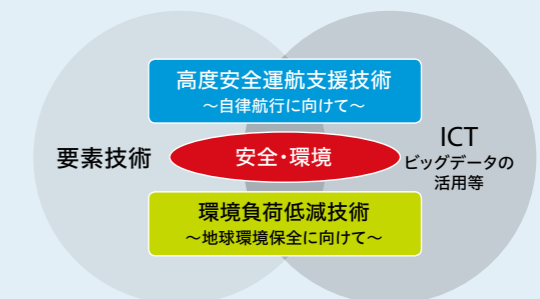 高度安全運航支援技術
～自律航行に向けて～
要素技術
安全・環境
ICT
ビッグデータの
活用等
環境負荷低減技術
～地球環境保全に向けて～